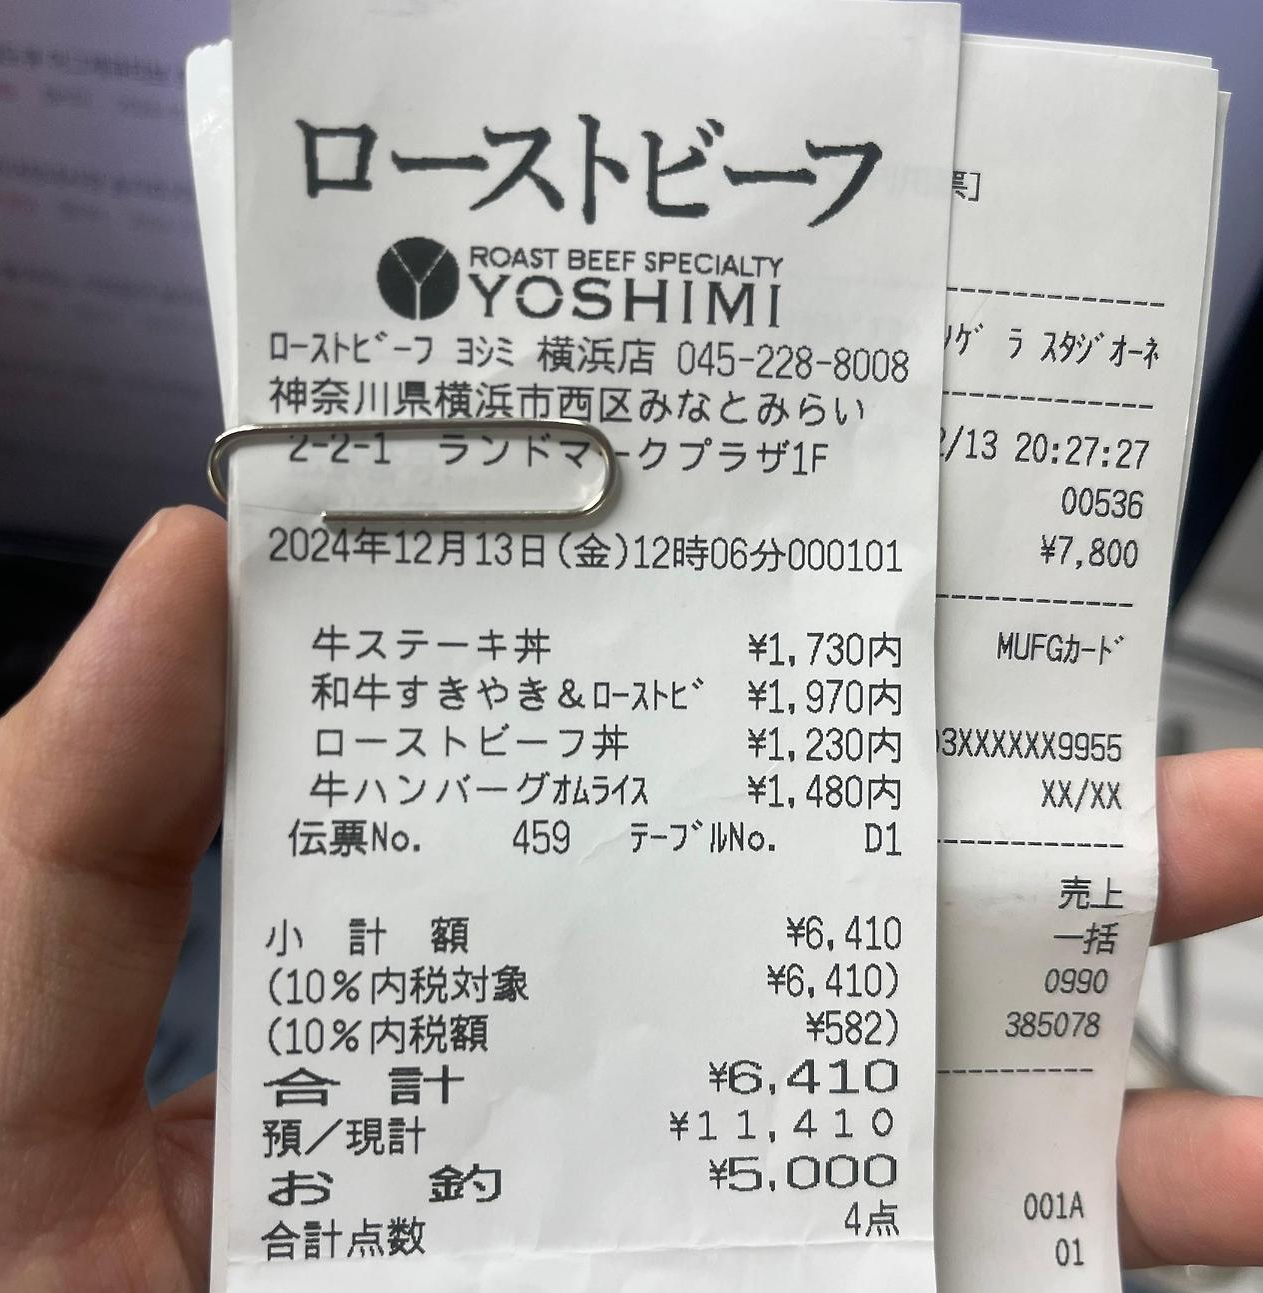 ローストビーフ
ROAST BEEF SPECIALTY
YOSHIMI
ﾛｰｽﾄﾋﾞｰﾌ ﾖｼﾐ 横浜店 045-228-8008
神奈川県横浜市西区みなとみらい
2-2-1 ランドマークプラザ1F
2024年12月13日(金)12時06分000101
牛ステーキ丼 ¥1,730内
和牛すきやき&ﾛｰｽﾄﾋﾞ ¥1,970内
ローストビーフ丼 ¥1,230内
牛ハンバーグｵﾑﾗｲｽ ¥1,480内
伝票No. 459 ﾃｰﾌﾞﾙNo. D1
小計額 ¥6,410
(10%内税対象 ¥6,410)
(10%内税額 ¥582)
合計 ¥6,410
預/現計 ¥11,410
お釣 ¥5,000
合計点数 4点
票]
ｹﾞ ﾗ ｽﾀｼﾞｵｰﾈ
/13 20:27:27
00536
¥7,800
MUFGｶｰﾄﾞ
3XXXXXX9955
XX/XX
売上
一括
0990
385078
001A
01